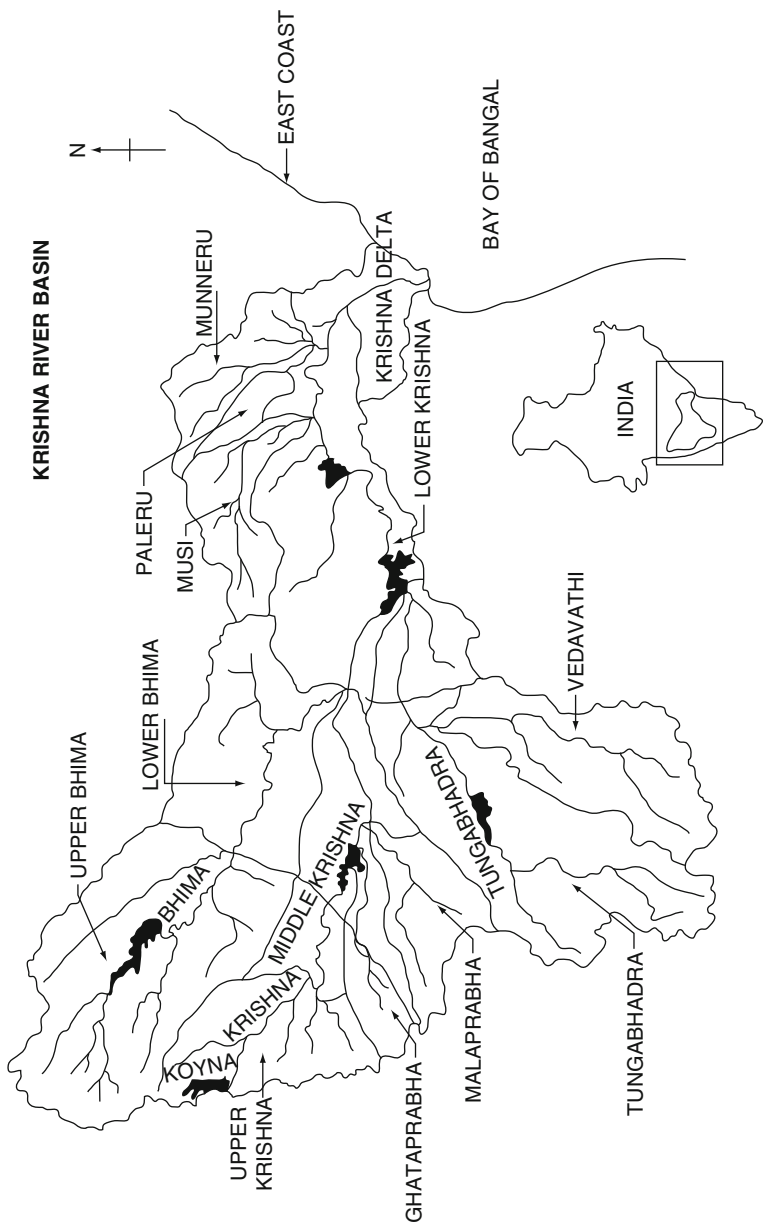 KRISHNA RIVER BASIN
N
EAST COAST
BAY OF BANGAL
MUNNERU
PALERU
MUSI
KRISHNA DELTA
LOWER KRISHNA
INDIA
UPPER BHIMA
LOWER BHIMA
BHIMA
MIDDLE KRISHNA
KRISHNA
KOYNA
UPPER
KRISHNA
GHATAPRABHA
MALAPRABHA
TUNGABHADRA
TUNGABHADRA
VEDAVATHI